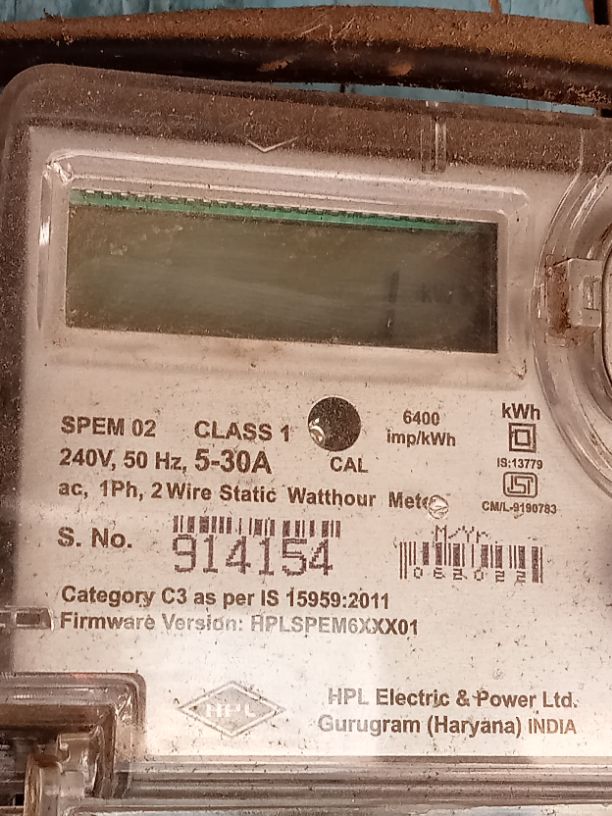 SPEM 02 CLASS 1
CAL
6400
imp/kWh
kWh
240V, 50 Hz, 5-30A
IS:13779
ac, 1Ph, 2 Wire Static Watthour Meter
CM/L-9190783
S. No. 914154
M/Yr
062022
Category C3 as per IS 15959:2011
Firmware Version: HPLSPEM6XXX01
HPL
HPL Electric & Power Ltd.
Gurugram (Haryana) INDIA